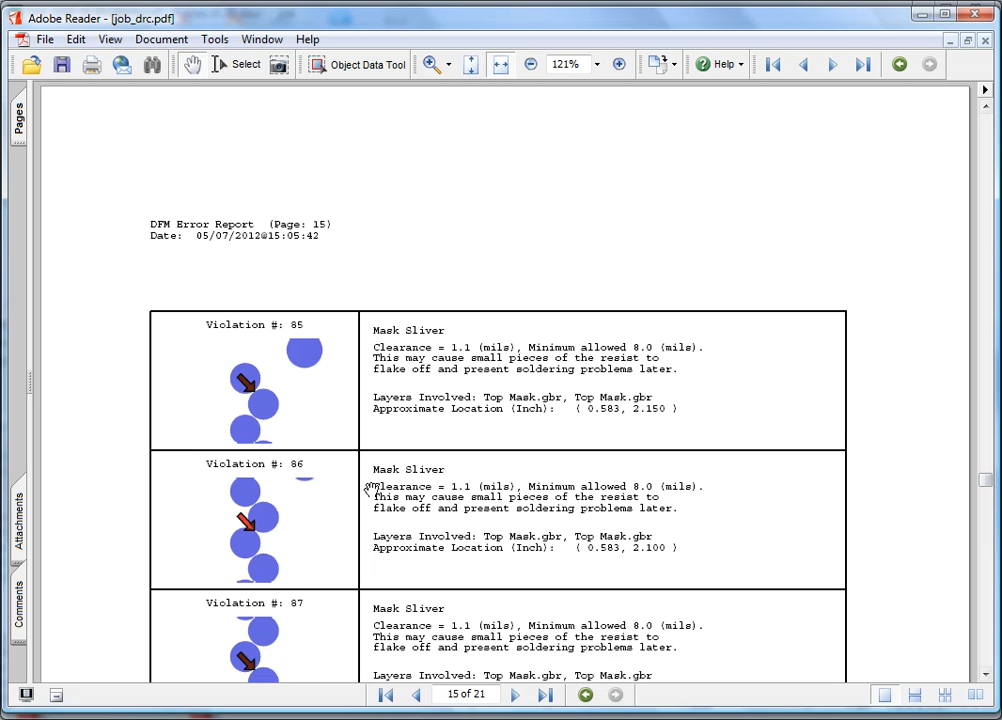 Adobe Reader - [job_drc.pdf]
File Edit View Document Tools Window Help
Select Object Data Tool 121% Help
Pages
Attachments
Comments
DFM Error Report (Page: 15)
Date: 05/07/2012@15:05:42
Violation #: 85
Mask Sliver
Clearance = 1.1 (mils), Minimum allowed 8.0 (mils).
This may cause small pieces of the resist to
flake off and present soldering problems later.
Layers Involved: Top Mask.gbr, Top Mask.gbr
Approximate Location (Inch): ( 0.583, 2.150 )
Violation #: 86
Mask Sliver
Clearance = 1.1 (mils), Minimum allowed 8.0 (mils).
This may cause small pieces of the resist to
flake off and present soldering problems later.
Layers Involved: Top Mask.gbr, Top Mask.gbr
Approximate Location (Inch): ( 0.583, 2.100 )
Violation #: 87
Mask Sliver
Clearance = 1.1 (mils), Minimum allowed 8.0 (mils).
This may cause small pieces of the resist to
flake off and present soldering problems later.
Layers Involved: Top Mask.gbr, Top Mask.gbr
15 of 21